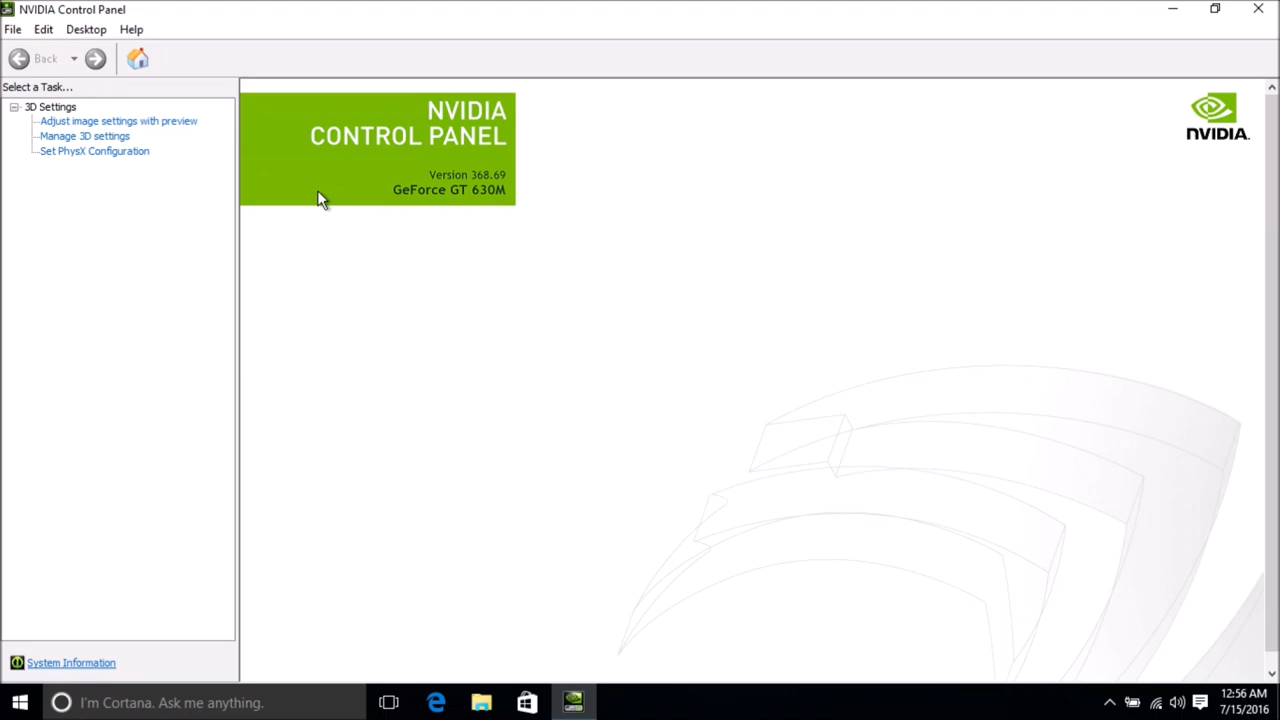 NVIDIA Control Panel
File Edit Desktop Help
Back
Select a Task...
3D Settings
Adjust image settings with preview
Manage 3D settings
Set PhysX Configuration
NVIDIA
CONTROL PANEL
Version 368.69
GeForce GT 630M
NVIDIA.
System Information
I'm Cortana. Ask me anything.
12:56 AM
7/15/2016